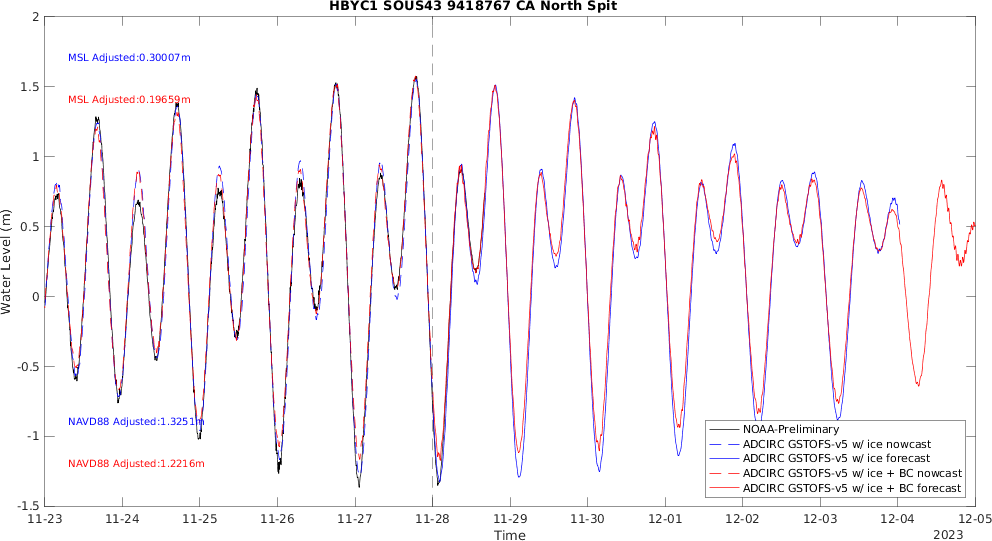 HBYC1 SOUS43 9418767 CA North Spit
2
1.5
1
0.5
0
-0.5
-1
-1.5
Water Level (m)
MSL Adjusted:0.30007m
MSL Adjusted:0.19659m
NAVD88 Adjusted:1.3251m
NAVD88 Adjusted:1.2216m
NOAA-Preliminary
ADCIRC GSTOFS-v5 w/ ice nowcast
ADCIRC GSTOFS-v5 w/ ice forecast
ADCIRC GSTOFS-v5 w/ ice + BC nowcast
ADCIRC GSTOFS-v5 w/ ice + BC forecast
11-23 11-24 11-25 11-26 11-27 11-28 11-29 11-30 12-01 12-02 12-03 12-04 12-05
Time
2023